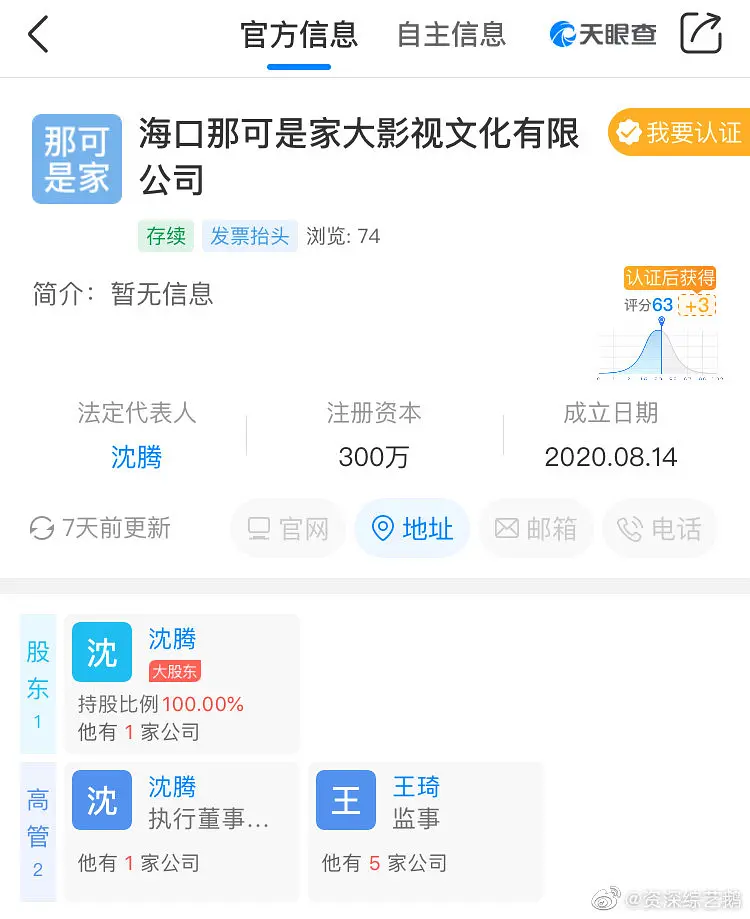 官方信息 自主信息 天眼查
那可
是家
海口那可是家大影视文化有限
公司
我要认证
存续 发票抬头 浏览: 74
简介：暂无信息
认证后获得
评分63 +3
法定代表人 注册资本 成立日期
沈腾 300万 2020.08.14
7天前更新 官网 地址 邮箱 电话
股东1
沈 沈腾
大股东
持股比例100.00%
他有 1 家公司
高管2
沈 沈腾
执行董事...
他有 1 家公司
王 王琦
监事
他有 5 家公司
@资深综艺鹅